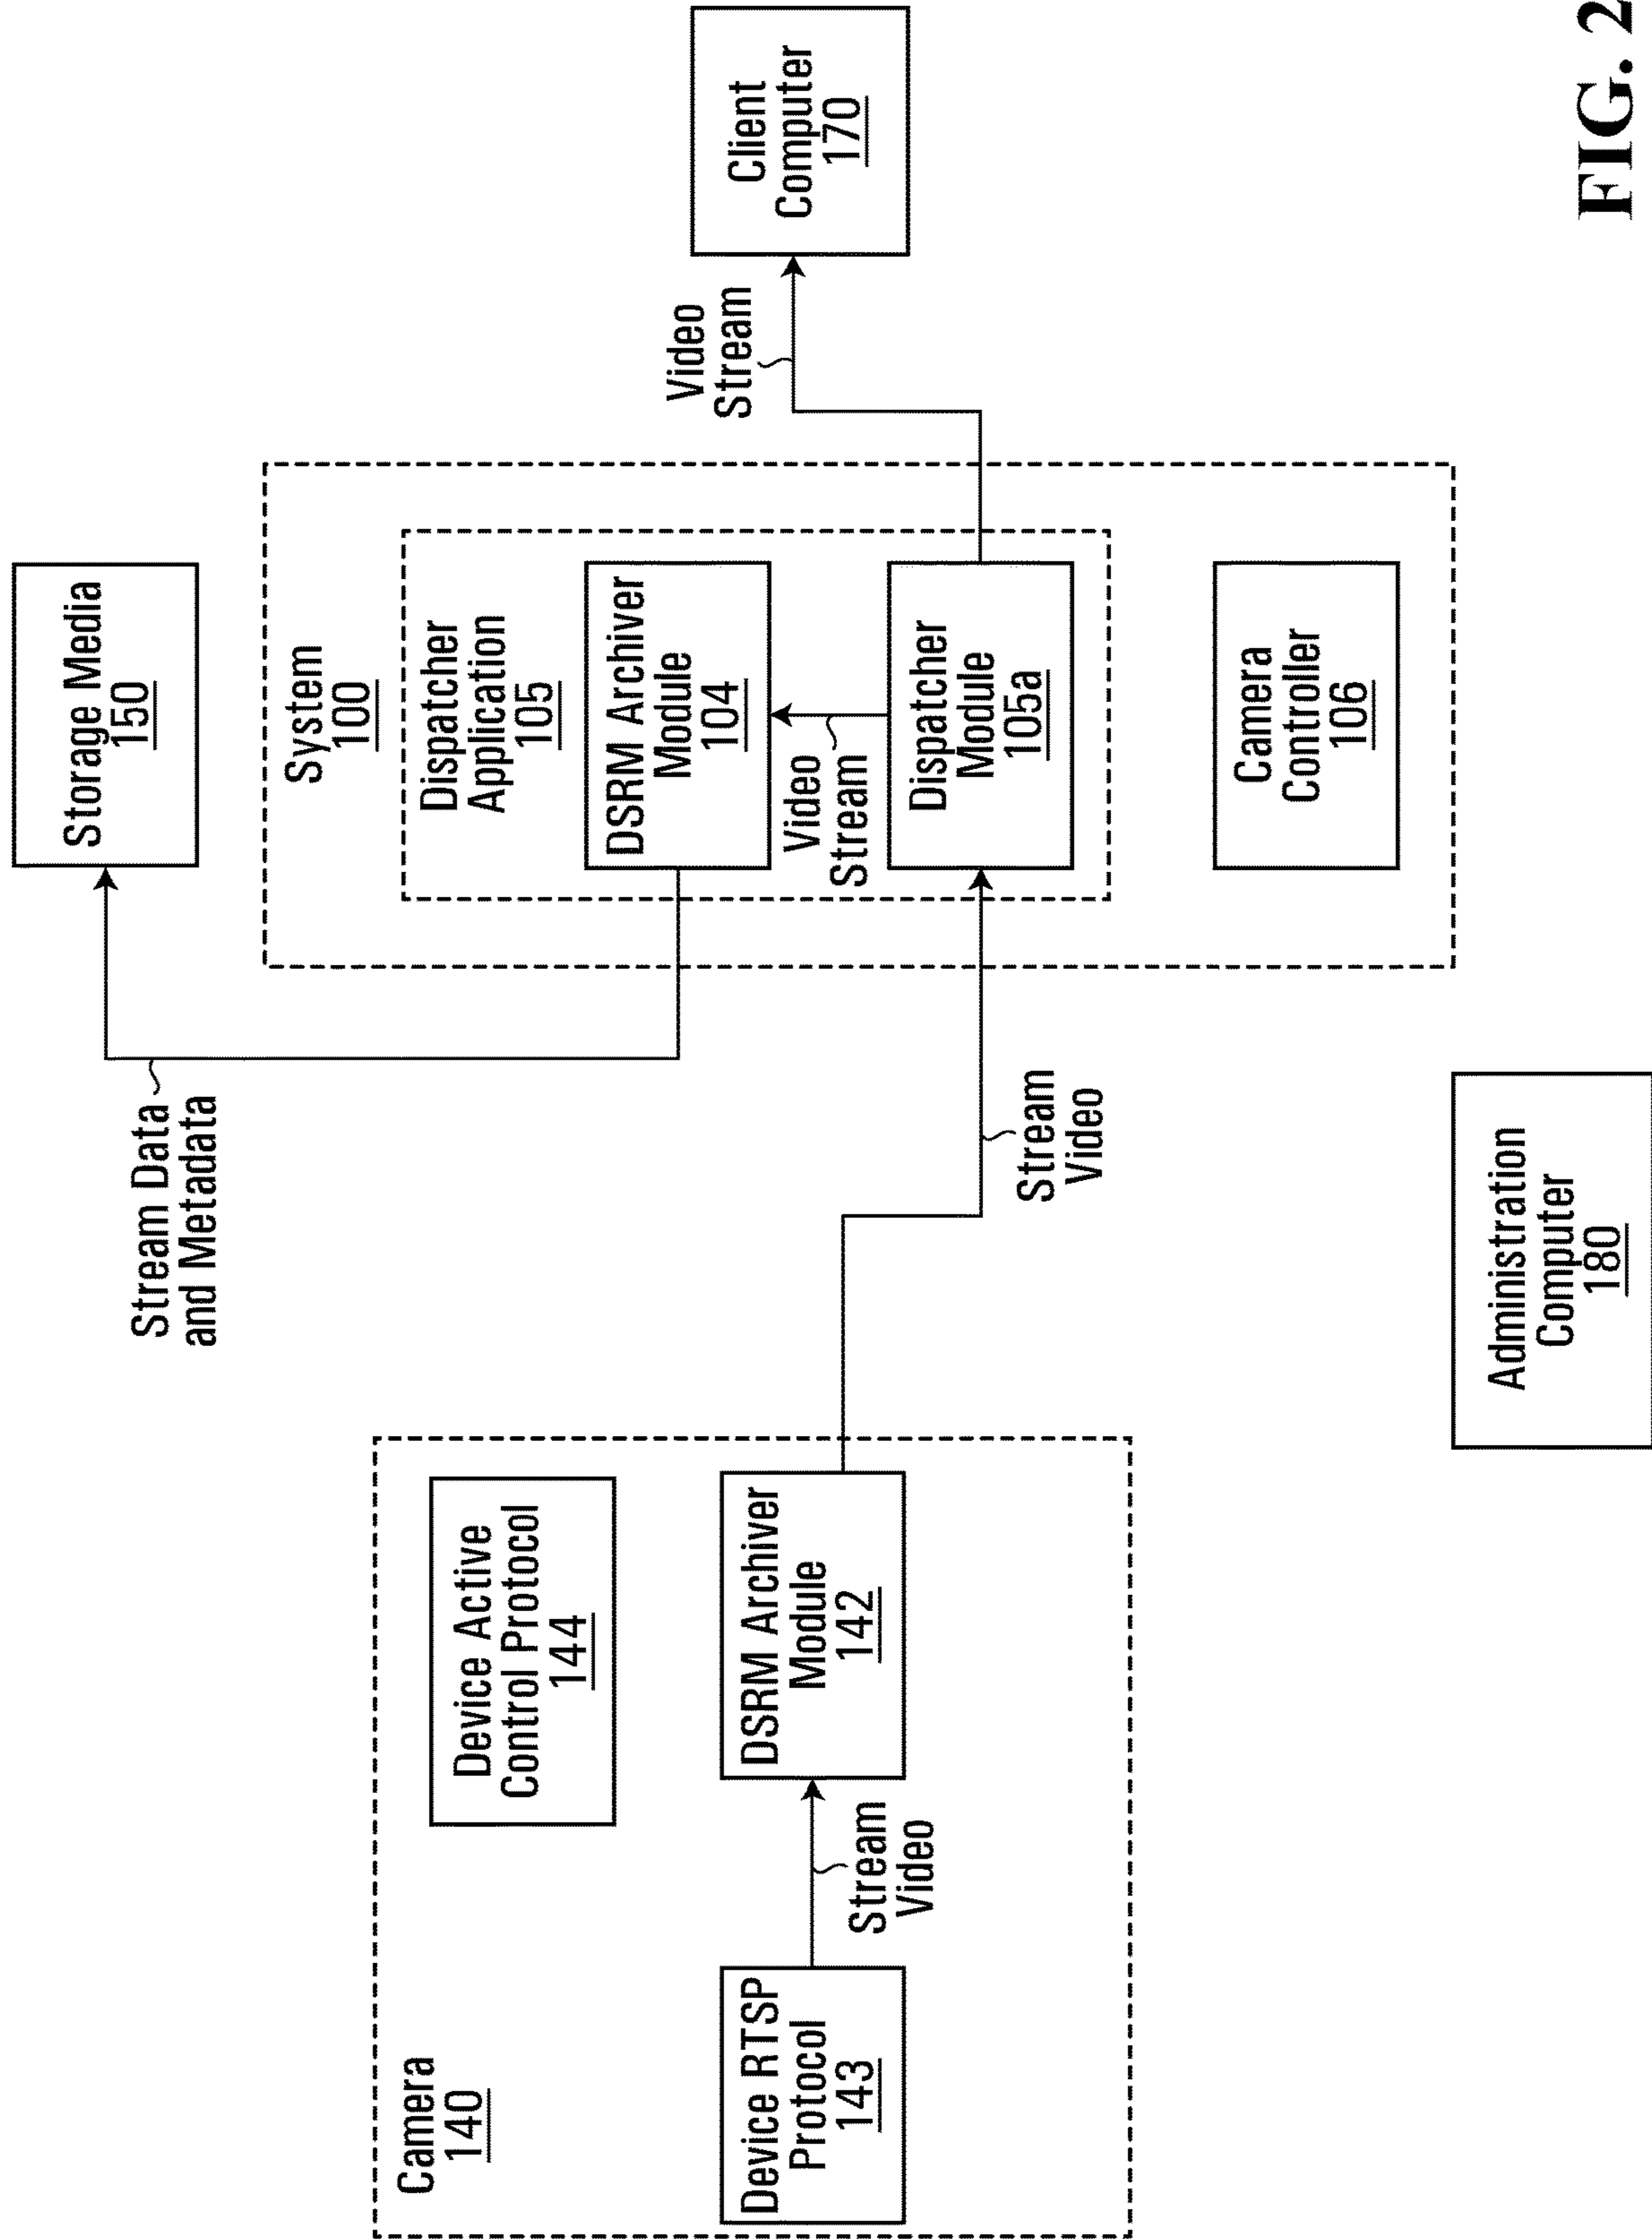 Camera
140
Device RTSP
Protocol
143
Stream
Video
Device Active
Control Protocol
144
DSRM Archiver
Module
142
Stream Data
and Metadata
Stream
Video
Administration
Computer
180
Storage Media
150
System
100
Dispatcher
Application
105
DSRM Archiver
Module
104
Video
Stream
Dispatcher
Module
105a
Camera
Controller
106
Video
Stream
Client
Computer
170
FIG. 2